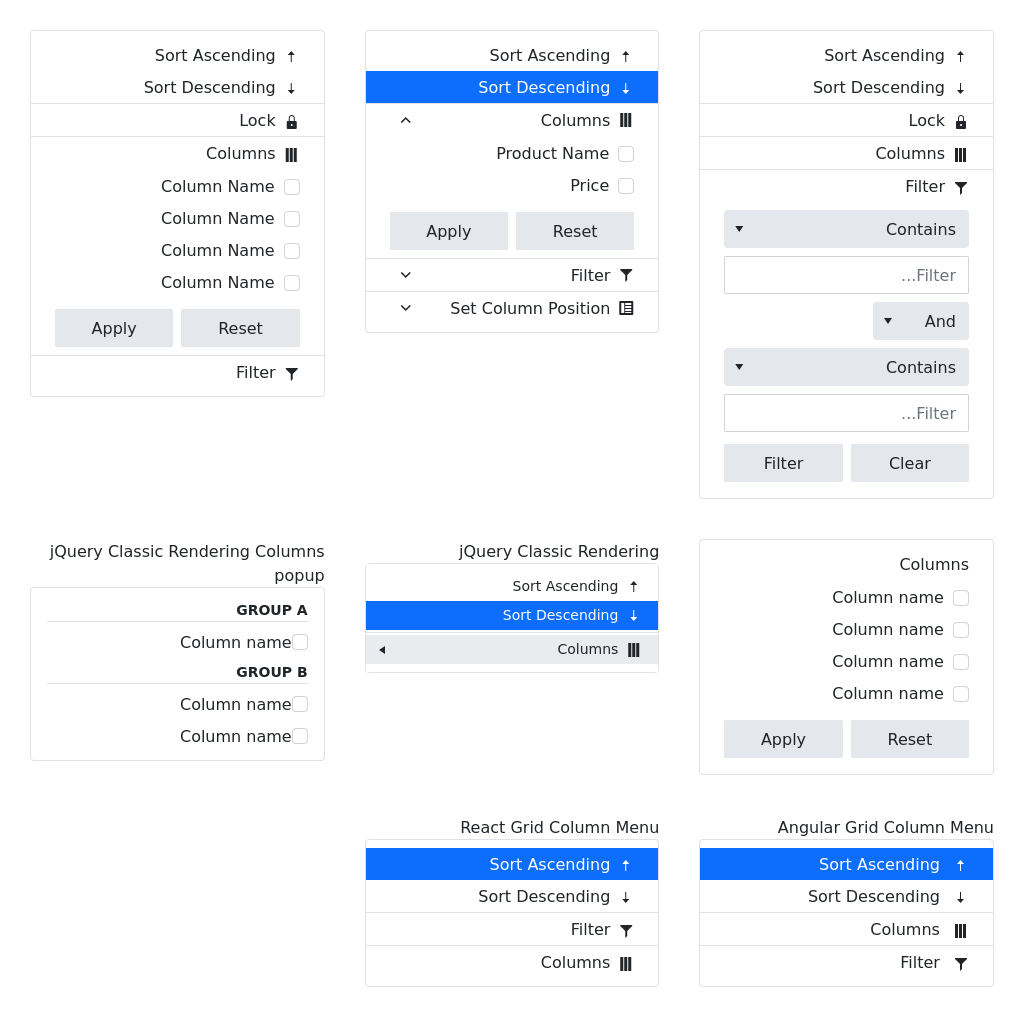 Sort Ascending
Sort Descending
Lock
Columns
Column Name
Column Name
Column Name
Column Name
Apply
Reset
Filter
Sort Ascending
Sort Descending
Columns
Product Name
Price
Apply
Reset
Filter
Set Column Position
Sort Ascending
Sort Descending
Lock
Columns
Filter
Contains
...Filter
And
Contains
...Filter
Filter
Clear
jQuery Classic Rendering Columns
popup
GROUP A
Column name
GROUP B
Column name
Column name
jQuery Classic Rendering
Sort Ascending
Sort Descending
Columns
Columns
Column name
Column name
Column name
Column name
Apply
Reset
React Grid Column Menu
Sort Ascending
Sort Descending
Filter
Columns
Angular Grid Column Menu
Sort Ascending
Sort Descending
Columns
Filter